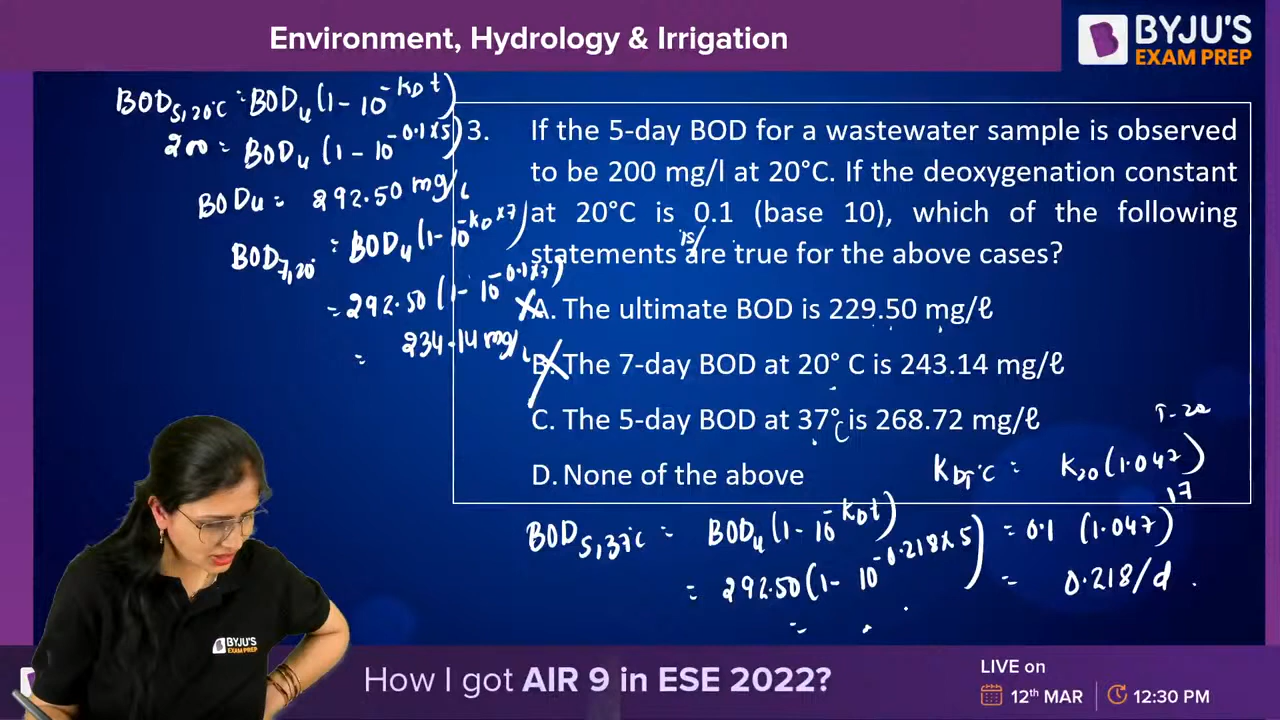 Environment, Hydrology & Irrigation
BYJU'S
EXAM PREP
BOD5,20°C = BODu (1 - 10^-KD t)
200 = BODu (1 - 10^-0.1×5)
BODu = 292.50 mg/L
BOD7,20° = BODu (1 - 10^-KD×7)
= 292.50 (1 - 10^-0.1×7)
= 234.14 mg/L
3. If the 5-day BOD for a wastewater sample is observed
to be 200 mg/l at 20°C. If the deoxygenation constant
at 20°C is 0.1 (base 10), which of the following
is/
statements are true for the above cases?
A. The ultimate BOD is 229.50 mg/ℓ
B. The 7-day BOD at 20° C is 243.14 mg/ℓ
C. The 5-day BOD at 37°C is 268.72 mg/ℓ
D. None of the above
KDT°C = K20 (1.047)^T-20
= 0.1 (1.047)^17
= 0.218/d
BOD5,37°C = BODu (1 - 10^-KD t)
= 292.50 (1 - 10^-0.218×5)
=
BYJU'S
EXAM PREP
How I got AIR 9 in ESE 2022?
LIVE on
12th MAR
12:30 PM